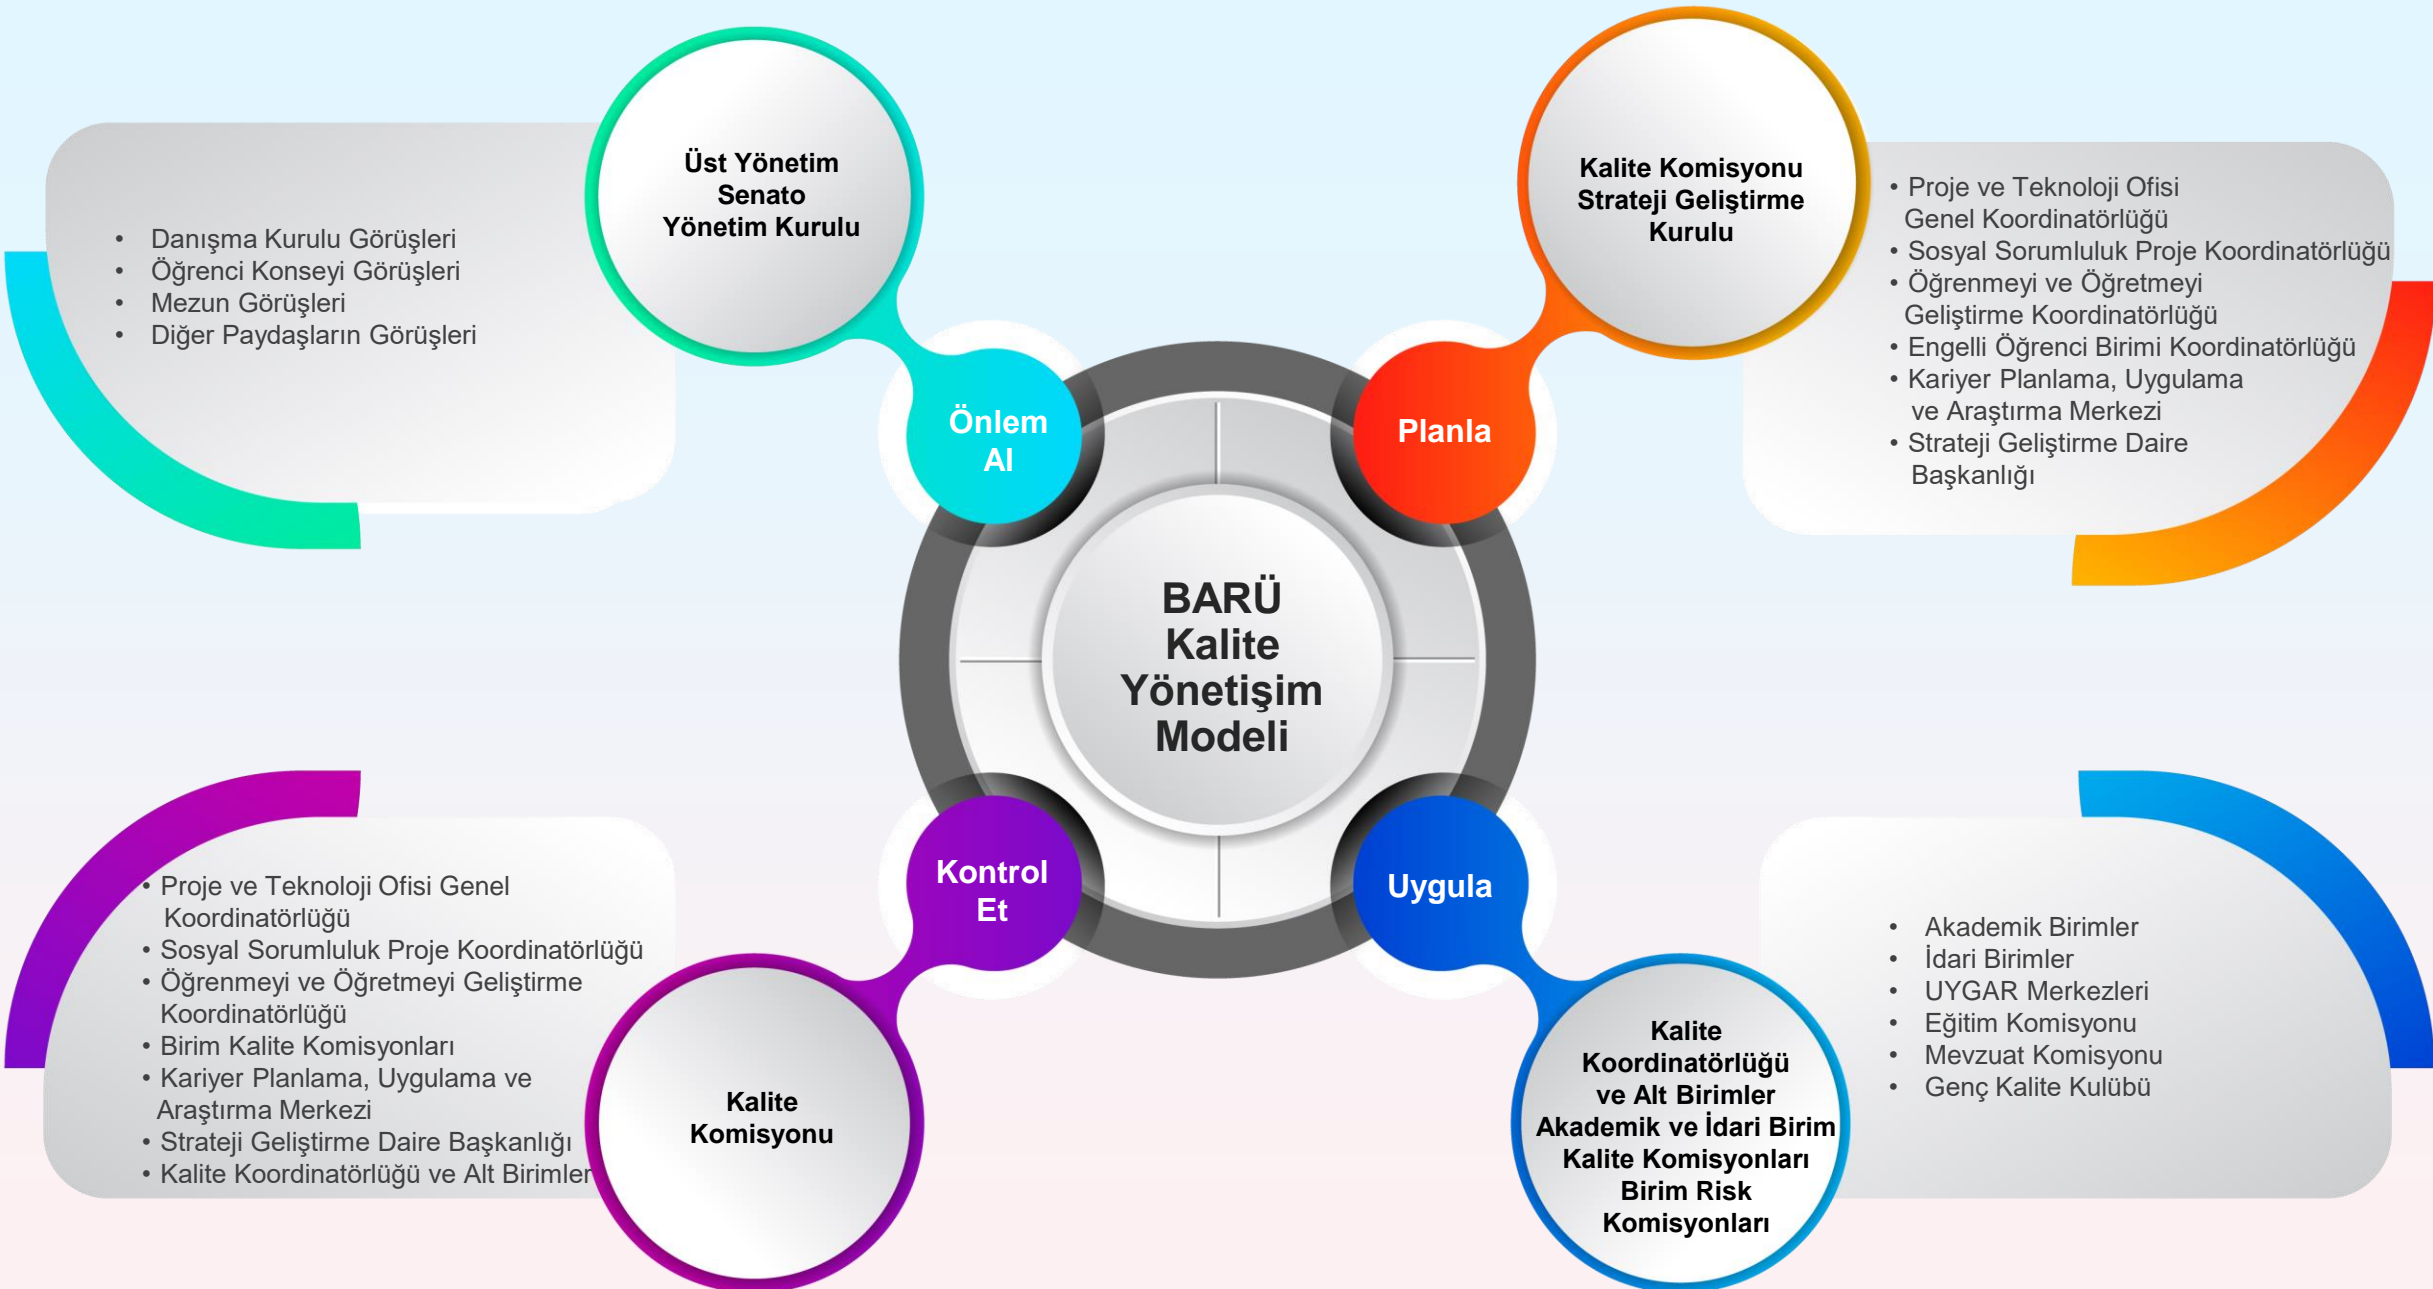 Üst Yönetim
Senato
Yönetim Kurulu
• Danışma Kurulu Görüşleri
• Öğrenci Konseyi Görüşleri
• Mezun Görüşleri
• Diğer Paydaşların Görüşleri
Önlem
Al
Kalite Komisyonu
Strateji Geliştirme
Kurulu
• Proje ve Teknoloji Ofisi
Genel Koordinatörlüğü
• Sosyal Sorumluluk Proje Koordinatörlüğü
• Öğrenmeyi ve Öğretmeyi
Geliştirme Koordinatörlüğü
• Engelli Öğrenci Birimi Koordinatörlüğü
• Kariyer Planlama, Uygulama
ve Araştırma Merkezi
• Strateji Geliştirme Daire
Başkanlığı
Planla
BARÜ
Kalite
Yönetişim
Modeli
Kontrol
Et
• Proje ve Teknoloji Ofisi Genel
Koordinatörlüğü
• Sosyal Sorumluluk Proje Koordinatörlüğü
• Öğrenmeyi ve Öğretmeyi Geliştirme
Koordinatörlüğü
• Birim Kalite Komisyonları
• Kariyer Planlama, Uygulama ve
Araştırma Merkezi
• Strateji Geliştirme Daire Başkanlığı
• Kalite Koordinatörlüğü ve Alt Birimler
Kalite
Komisyonu
Uygula
Kalite
Koordinatörlüğü
ve Alt Birimler
Akademik ve İdari Birim
Kalite Komisyonları
Birim Risk
Komisyonları
• Akademik Birimler
• İdari Birimler
• UYGAR Merkezleri
• Eğitim Komisyonu
• Mevzuat Komisyonu
• Genç Kalite Kulübü